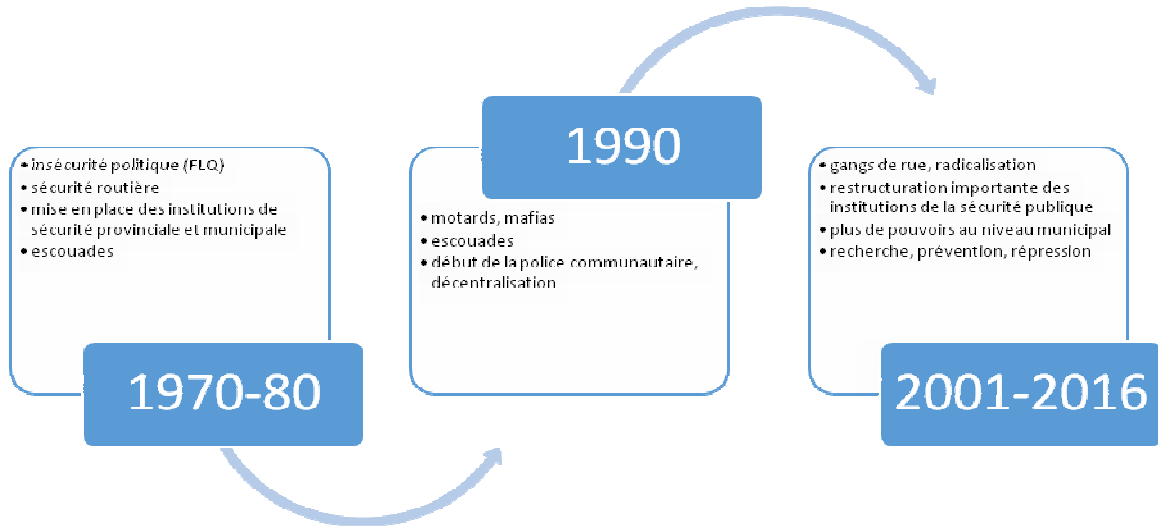 • insécurité politique (FLQ)
• sécurité routière
• mise en place des institutions de
sécurité provinciale et municipale
• escouades
1970-80
1990
• motards, mafias
• escouades
• début de la police communautaire,
décentralisation
• gangs de rue, radicalisation
• restructuration importante des
institutions de la sécurité publique
• plus de pouvoirs au niveau municipal
• recherche, prévention, répression
2001-2016